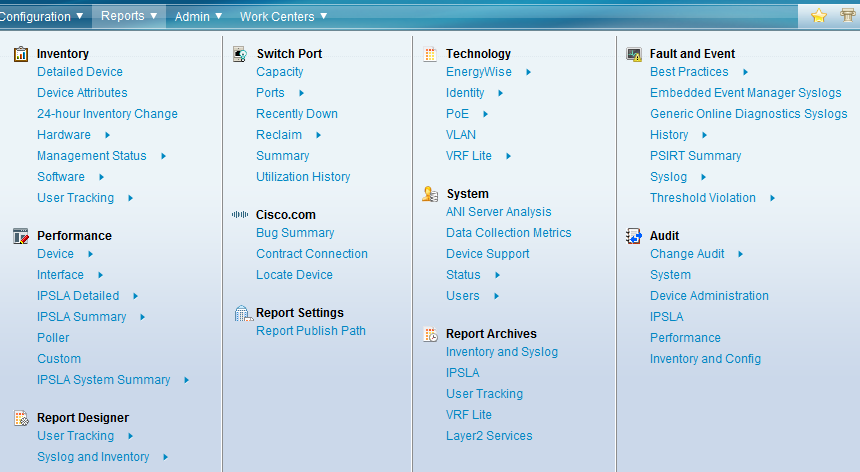 Configuration Reports Admin Work Centers
Inventory
Detailed Device
Device Attributes
24-hour Inventory Change
Hardware
Management Status
Software
User Tracking
Performance
Device
Interface
IPSLA Detailed
IPSLA Summary
Poller
Custom
IPSLA System Summary
Report Designer
User Tracking
Syslog and Inventory
Switch Port
Capacity
Ports
Recently Down
Reclaim
Summary
Utilization History
Cisco.com
Bug Summary
Contract Connection
Locate Device
Report Settings
Report Publish Path
Technology
EnergyWise
Identity
PoE
VLAN
VRF Lite
System
ANI Server Analysis
Data Collection Metrics
Device Support
Status
Users
Report Archives
Inventory and Syslog
IPSLA
User Tracking
VRF Lite
Layer2 Services
Fault and Event
Best Practices
Embedded Event Manager Syslogs
Generic Online Diagnostics Syslogs
History
PSIRT Summary
Syslog
Threshold Violation
Audit
Change Audit
System
Device Administration
IPSLA
Performance
Inventory and Config